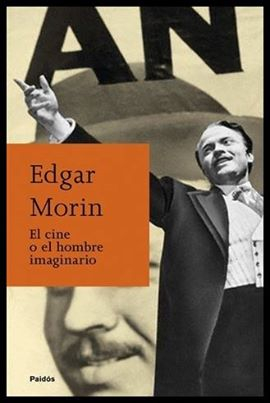 AN
Edgar
Morin
El cine
o el hombre
imaginario
Paidós